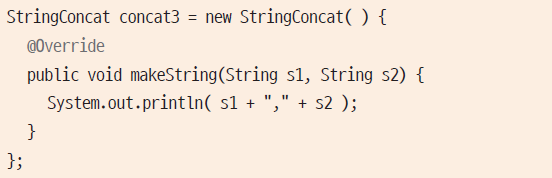 StringConcat concat3 = new StringConcat( ) {
@Override
public void makeString(String s1, String s2) {
System.out.println( s1 + "," + s2 );
}
};